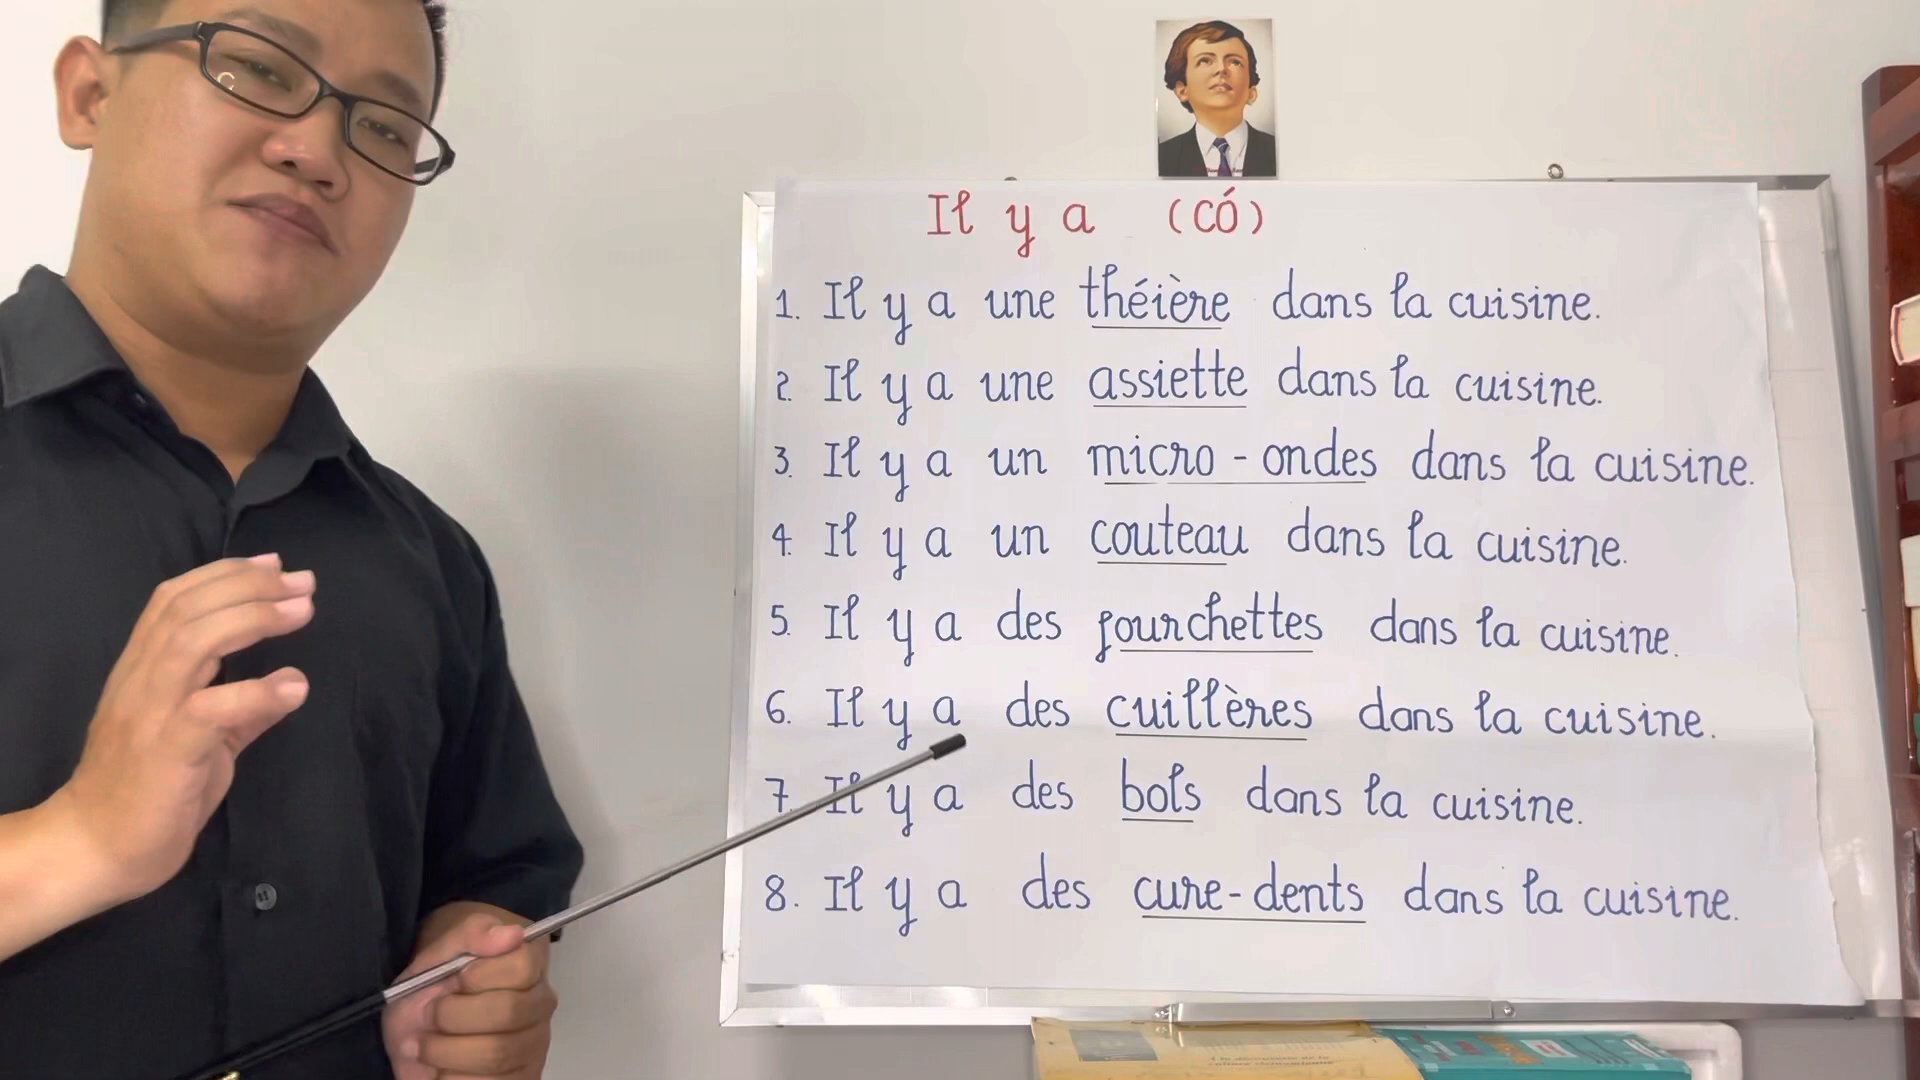 Il y a (CÓ)
1. Il y a une théière dans la cuisine.
2. Il y a une assiette dans la cuisine.
3. Il y a un micro-ondes dans la cuisine.
4. Il y a un couteau dans la cuisine.
5. Il y a des fourchettes dans la cuisine.
6. Il y a des cuillères dans la cuisine.
7. Il y a des bols dans la cuisine.
8. Il y a des cure-dents dans la cuisine.